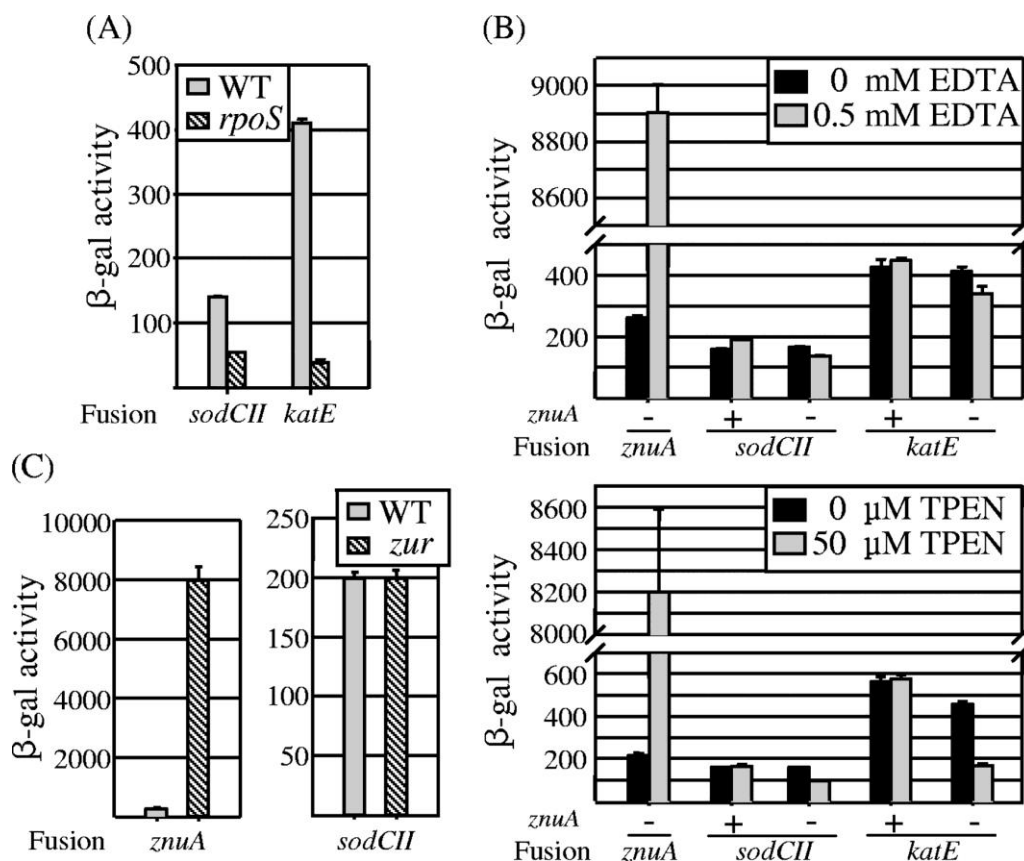 (A)
β-gal activity
500
400
300
200
100
WT
rpoS
Fusion sodCII katE
(B)
β-gal activity
9000
8800
8600
400
200
0 mM EDTA
0.5 mM EDTA
znuA - + - + -
Fusion znuA sodCII katE
(C)
β-gal activity
10000
8000
6000
4000
2000
250
200
150
100
50
WT
zur
Fusion znuA sodCII
β-gal activity
8600
8400
8200
8000
600
400
200
0 µM TPEN
50 µM TPEN
znuA - + - + -
Fusion znuA sodCII katE